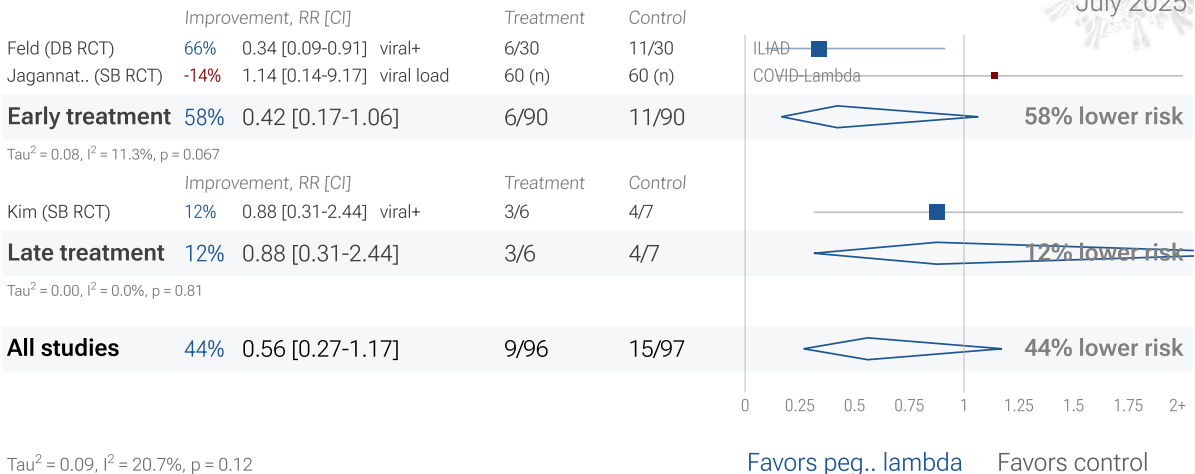 July 2025
Improvement, RR [CI] Treatment Control
Feld (DB RCT) 66% 0.34 [0.09-0.91] viral+ 6/30 11/30 ILIAD
Jagannat.. (SB RCT) -14% 1.14 [0.14-9.17] viral load 60 (n) 60 (n) COVID-Lambda
Early treatment 58% 0.42 [0.17-1.06] 6/90 11/90 58% lower risk
Tau² = 0.08, I² = 11.3%, p = 0.067
Improvement, RR [CI] Treatment Control
Kim (SB RCT) 12% 0.88 [0.31-2.44] viral+ 3/6 4/7
Late treatment 12% 0.88 [0.31-2.44] 3/6 4/7 12% lower risk
Tau² = 0.00, I² = 0.0%, p = 0.81
All studies 44% 0.56 [0.27-1.17] 9/96 15/97 44% lower risk
0 0.25 0.5 0.75 1 1.25 1.5 1.75 2+
Tau² = 0.09, I² = 20.7%, p = 0.12 Favors peg.. lambda Favors control